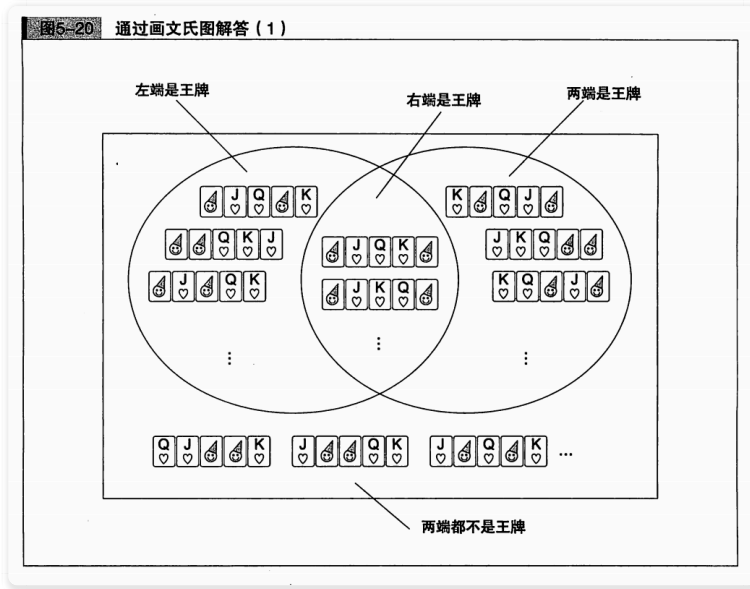 图5-20 通过画文氏图解答(1)
左端是王牌
右端是王牌
两端是王牌
J Q K
K Q J
Q K J
J Q K
J K Q
J Q K
J K Q
K Q J
⋮
⋮
⋮
Q J K
J Q K
J Q K
…
两端都不是王牌